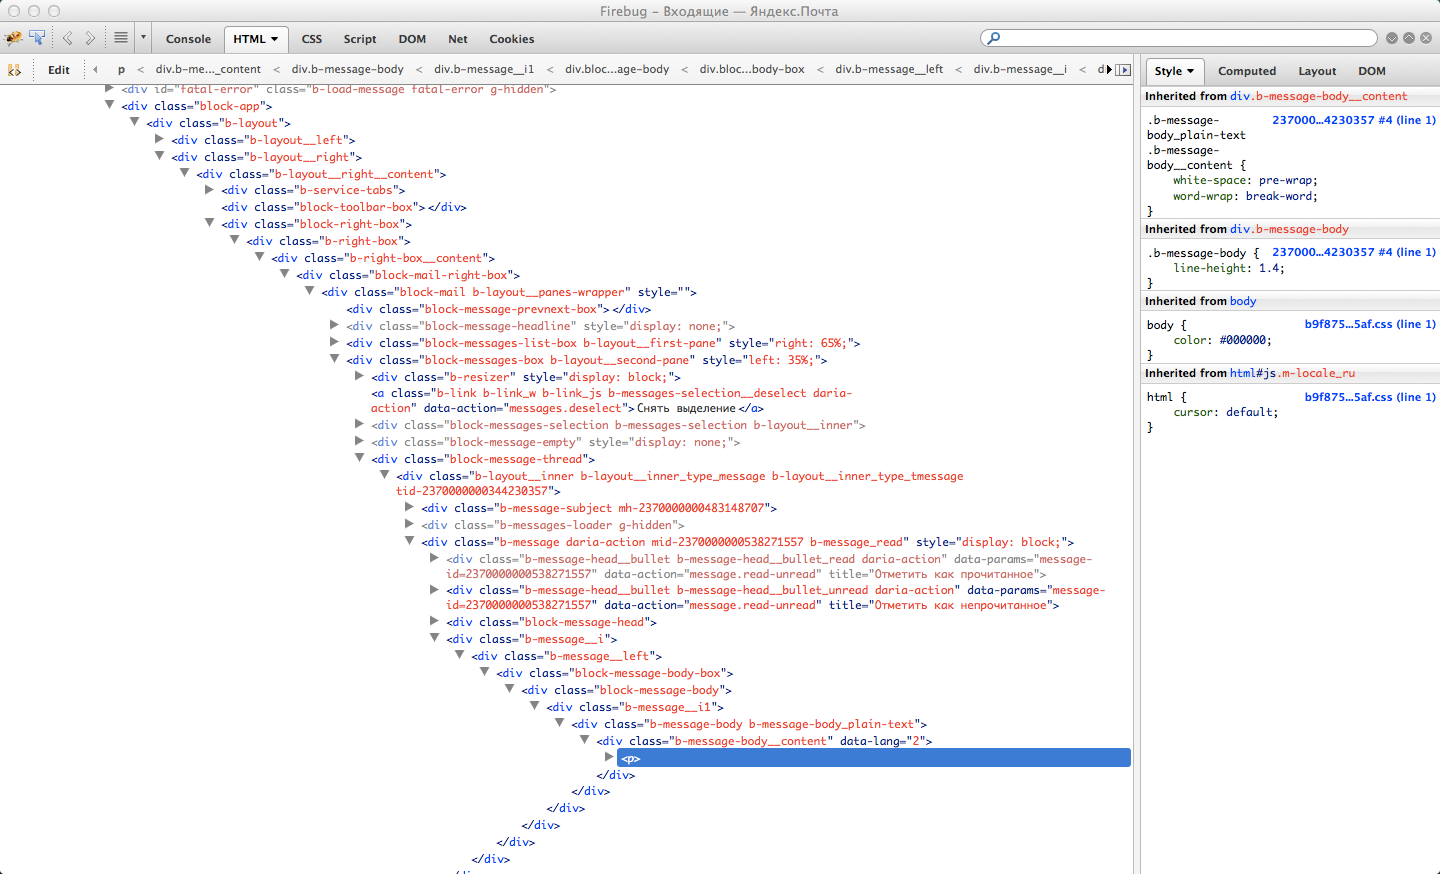 Firebug – Входящие — Яндекс.Почта
Console HTML CSS Script DOM Net Cookies
Edit p < div.b-me..._content < div.b-message-body < div.b-message__i1 < div.bloc...age-body < div.bloc...body-box < div.b-message__left < div.b-message__i < d
Style Computed Layout DOM
<div id="fatal-error" class="b-load-message fatal-error g-hidden">
<div class="block-app">
<div class="b-layout">
<div class="b-layout__left">
<div class="b-layout__right">
<div class="b-layout__right__content">
<div class="b-service-tabs">
<div class="block-toolbar-box"></div>
<div class="block-right-box">
<div class="b-right-box">
<div class="b-right-box__content">
<div class="block-mail-right-box">
<div class="block-mail b-layout__panes-wrapper" style="">
<div class="block-message-prevnext-box"></div>
<div class="block-message-headline" style="display: none;">
<div class="block-messages-list-box b-layout__first-pane" style="right: 65%;">
<div class="block-messages-box b-layout__second-pane" style="left: 35%;">
<div class="b-resizer" style="display: block;">
<a class="b-link b-link_w b-link_js b-messages-selection__deselect daria-
action" data-action="messages.deselect">Снять выделение</a>
<div class="block-messages-selection b-messages-selection b-layout__inner">
<div class="block-message-empty" style="display: none;">
<div class="block-message-thread">
<div class="b-layout__inner b-layout__inner_type_message b-layout__inner_type_tmessage
tid-2370000000344230357">
<div class="b-message-subject mh-2370000000483148707">
<div class="b-messages-loader g-hidden">
<div class="b-message daria-action mid-2370000000538271557 b-message_read" style="display: block;">
<div class="b-message-head__bullet b-message-head__bullet_read daria-action" data-params="message-
id=2370000000538271557" data-action="message.read-unread" title="Отметить как прочитанное">
<div class="b-message-head__bullet b-message-head__bullet_unread daria-action" data-params="message-
id=2370000000538271557" data-action="message.read-unread" title="Отметить как непрочитанное">
<div class="block-message-head">
<div class="b-message__i">
<div class="b-message__left">
<div class="block-message-body-box">
<div class="block-message-body">
<div class="b-message__i1">
<div class="b-message-body b-message-body_plain-text">
<div class="b-message-body__content" data-lang="2">
<p>
</div>
</div>
</div>
</div>
</div>
</div>
</div>
Inherited from div.b-message-body__content
.b-message- 237000...4230357 #4 (line 1)
body_plain-text
.b-message-
body__content {
white-space: pre-wrap;
word-wrap: break-word;
}
Inherited from div.b-message-body
.b-message-body { 237000...4230357 #4 (line 1)
line-height: 1.4;
}
Inherited from body
body { b9f875...5af.css (line 1)
color: #000000;
}
Inherited from html#js.m-locale_ru
html { b9f875...5af.css (line 1)
cursor: default;
}